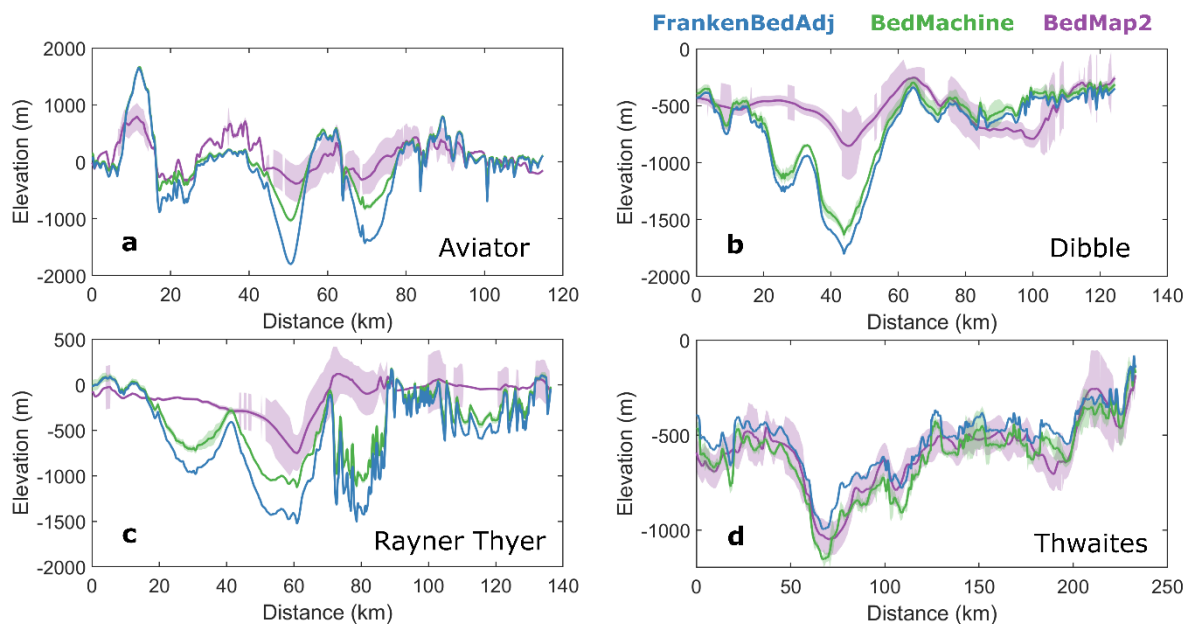 FrankenBedAdj BedMachine BedMap2
2000
1000
0
-1000
-2000
Elevation (m)
a
Aviator
0 20 40 60 80 100 120
Distance (km)
0
-500
-1000
-1500
-2000
Elevation (m)
b
Dibble
0 20 40 60 80 100 120 140
Distance (km)
500
0
-500
-1000
-1500
-2000
Elevation (m)
c
Rayner Thyer
0 20 40 60 80 100 120 140
Distance (km)
0
-500
-1000
Elevation (m)
d
Thwaites
0 50 100 150 200 250
Distance (km)